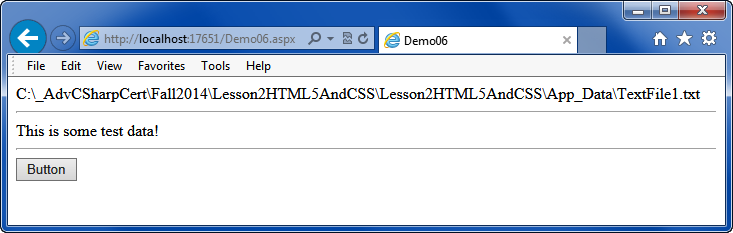 http://localhost:17651/Demo06.aspx
Demo06
File Edit View Favorites Tools Help
C:\_AdvCSharpCert\Fall2014\Lesson2HTML5AndCSS\Lesson2HTML5AndCSS\App_Data\TextFile1.txt
This is some test data!
Button